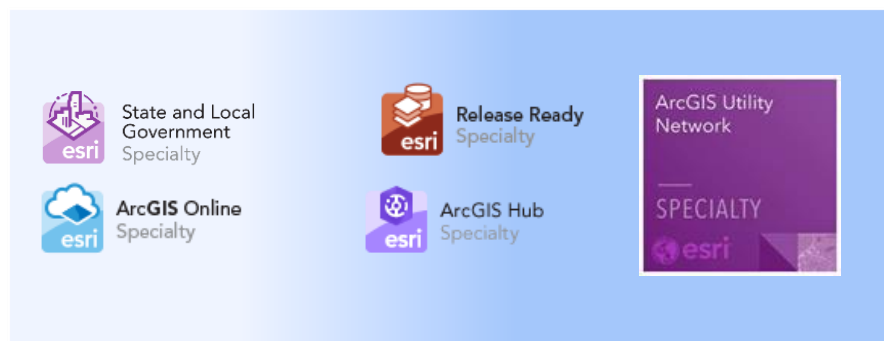 State and Local
Government
Specialty
esri
ArcGIS Online
Specialty
esri
Release Ready
Specialty
esri
ArcGIS Hub
Specialty
esri
ArcGIS Utility
Network
SPECIALTY
esri